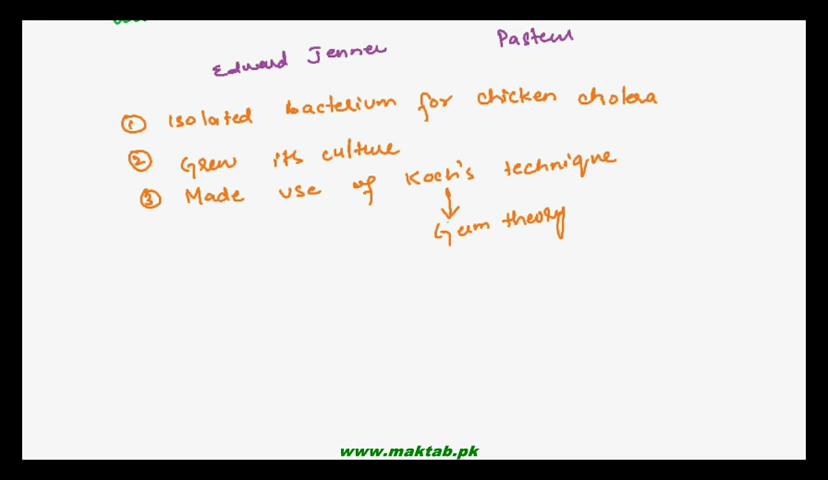 Edward Jenner Pasteur
① Isolated bacterium for chicken cholera
② Grew its culture
③ Made use of Koch's technique
Germ theory
www.maktab.pk